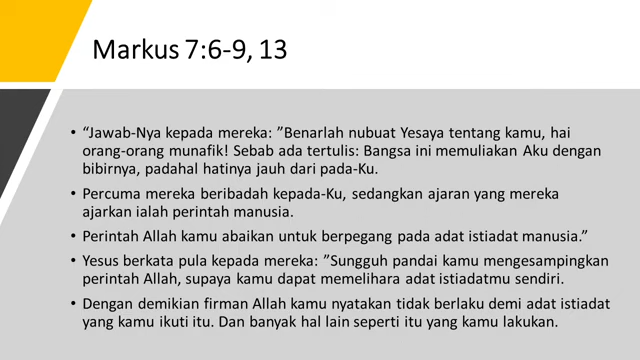 Markus 7:6-9, 13
• “Jawab-Nya kepada mereka: ”Benarlah nubuat Yesaya tentang kamu, hai
orang-orang munafik! Sebab ada tertulis: Bangsa ini memuliakan Aku dengan
bibirnya, padahal hatinya jauh dari pada-Ku.
• Percuma mereka beribadah kepada-Ku, sedangkan ajaran yang mereka
ajarkan ialah perintah manusia.
• Perintah Allah kamu abaikan untuk berpegang pada adat istiadat manusia.”
• Yesus berkata pula kepada mereka: ”Sungguh pandai kamu mengesampingkan
perintah Allah, supaya kamu dapat memelihara adat istiadatmu sendiri.
• Dengan demikian firman Allah kamu nyatakan tidak berlaku demi adat istiadat
yang kamu ikuti itu. Dan banyak hal lain seperti itu yang kamu lakukan.